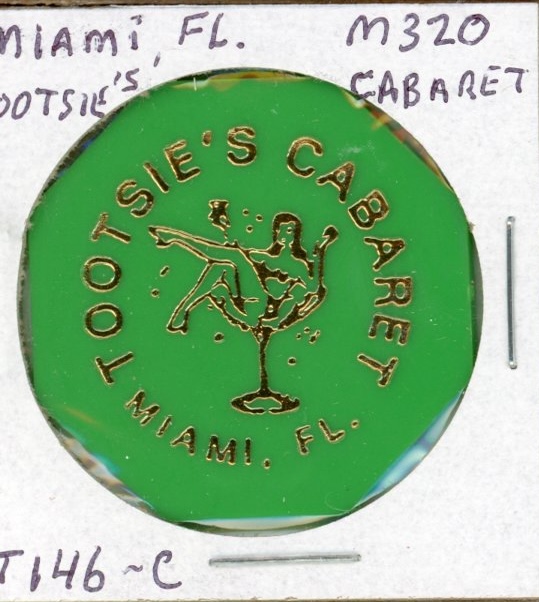 MIAMI, FL. M320
OOTSIE'S CABARET
TOOTSIE'S CABARET
MIAMI, FL.
T146-C